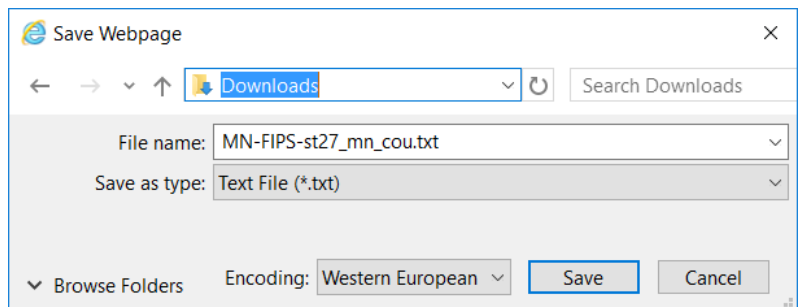 Save Webpage
Downloads
Search Downloads
File name: MN-FIPS-st27_mn_cou.txt
Save as type: Text File (*.txt)
Browse Folders Encoding: Western European Save Cancel